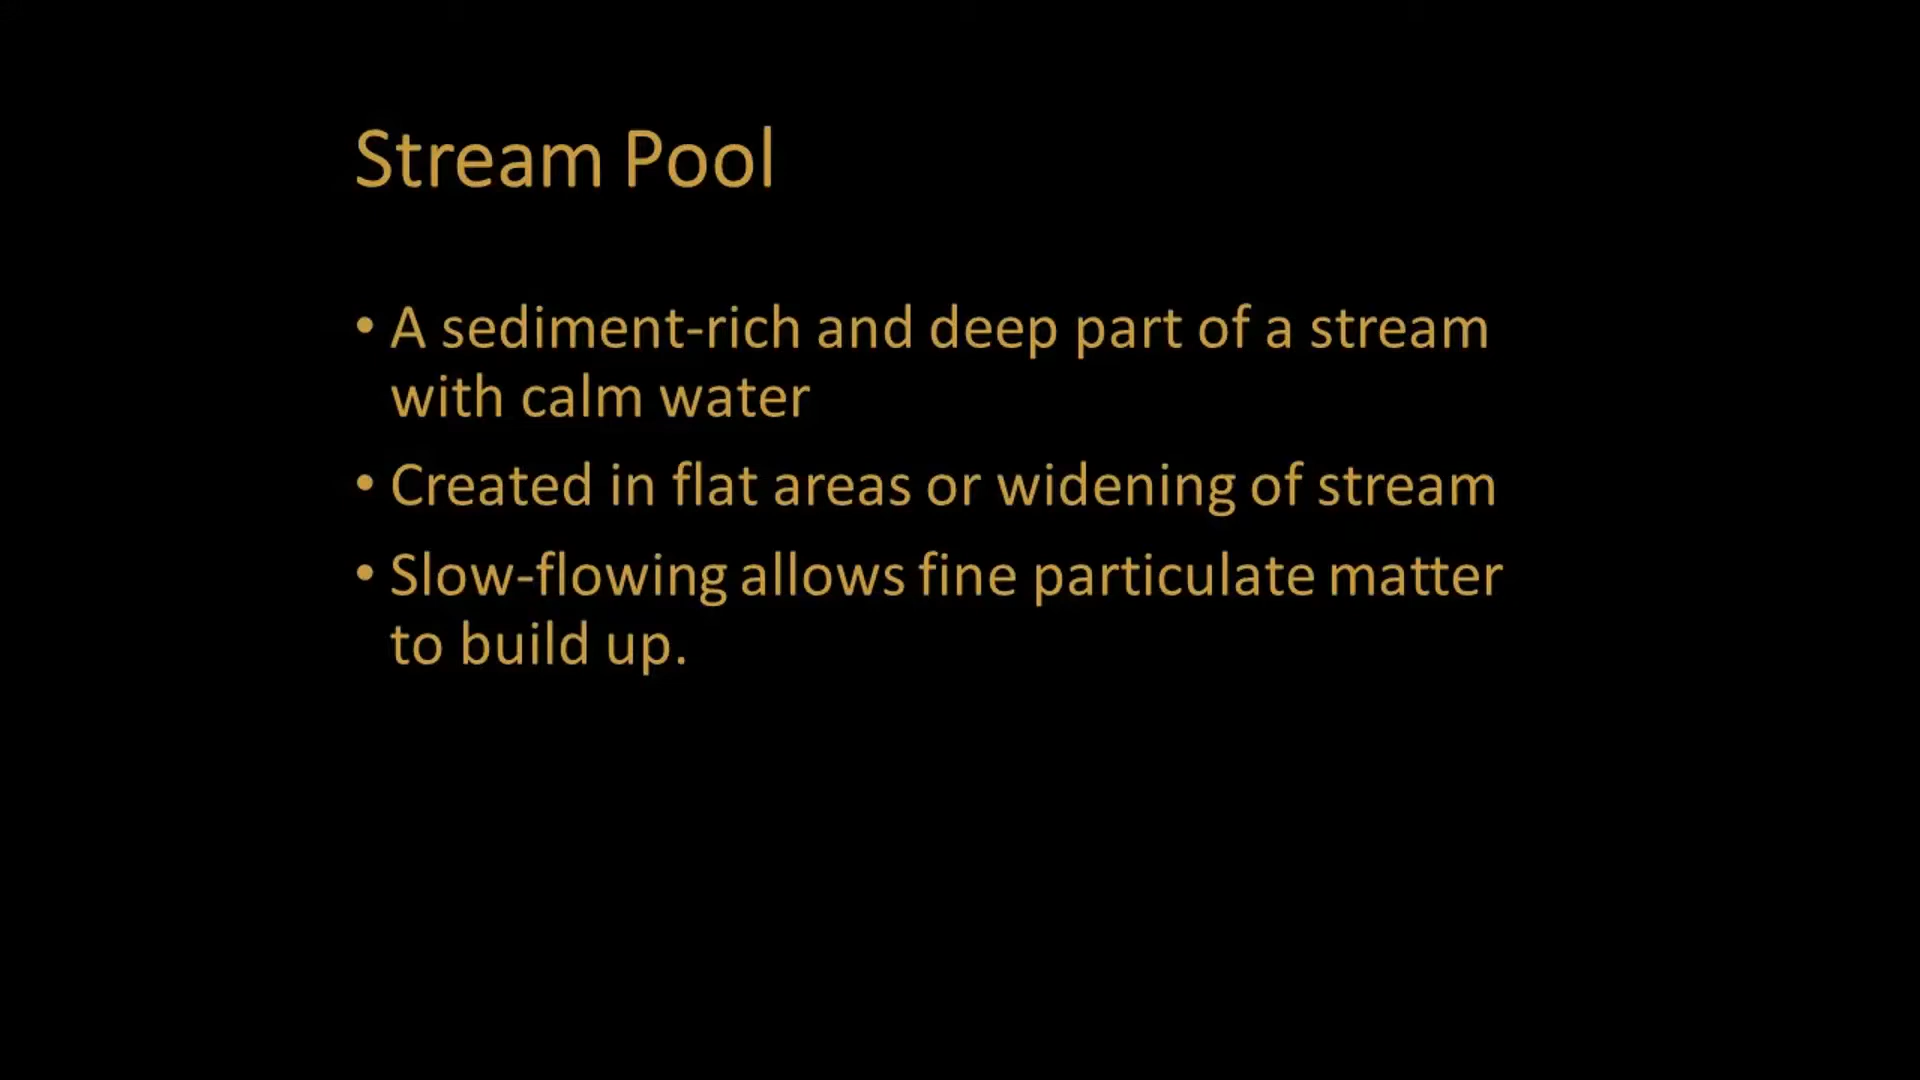 Stream Pool
• A sediment-rich and deep part of a stream
with calm water
• Created in flat areas or widening of stream
• Slow-flowing allows fine particulate matter
to build up.